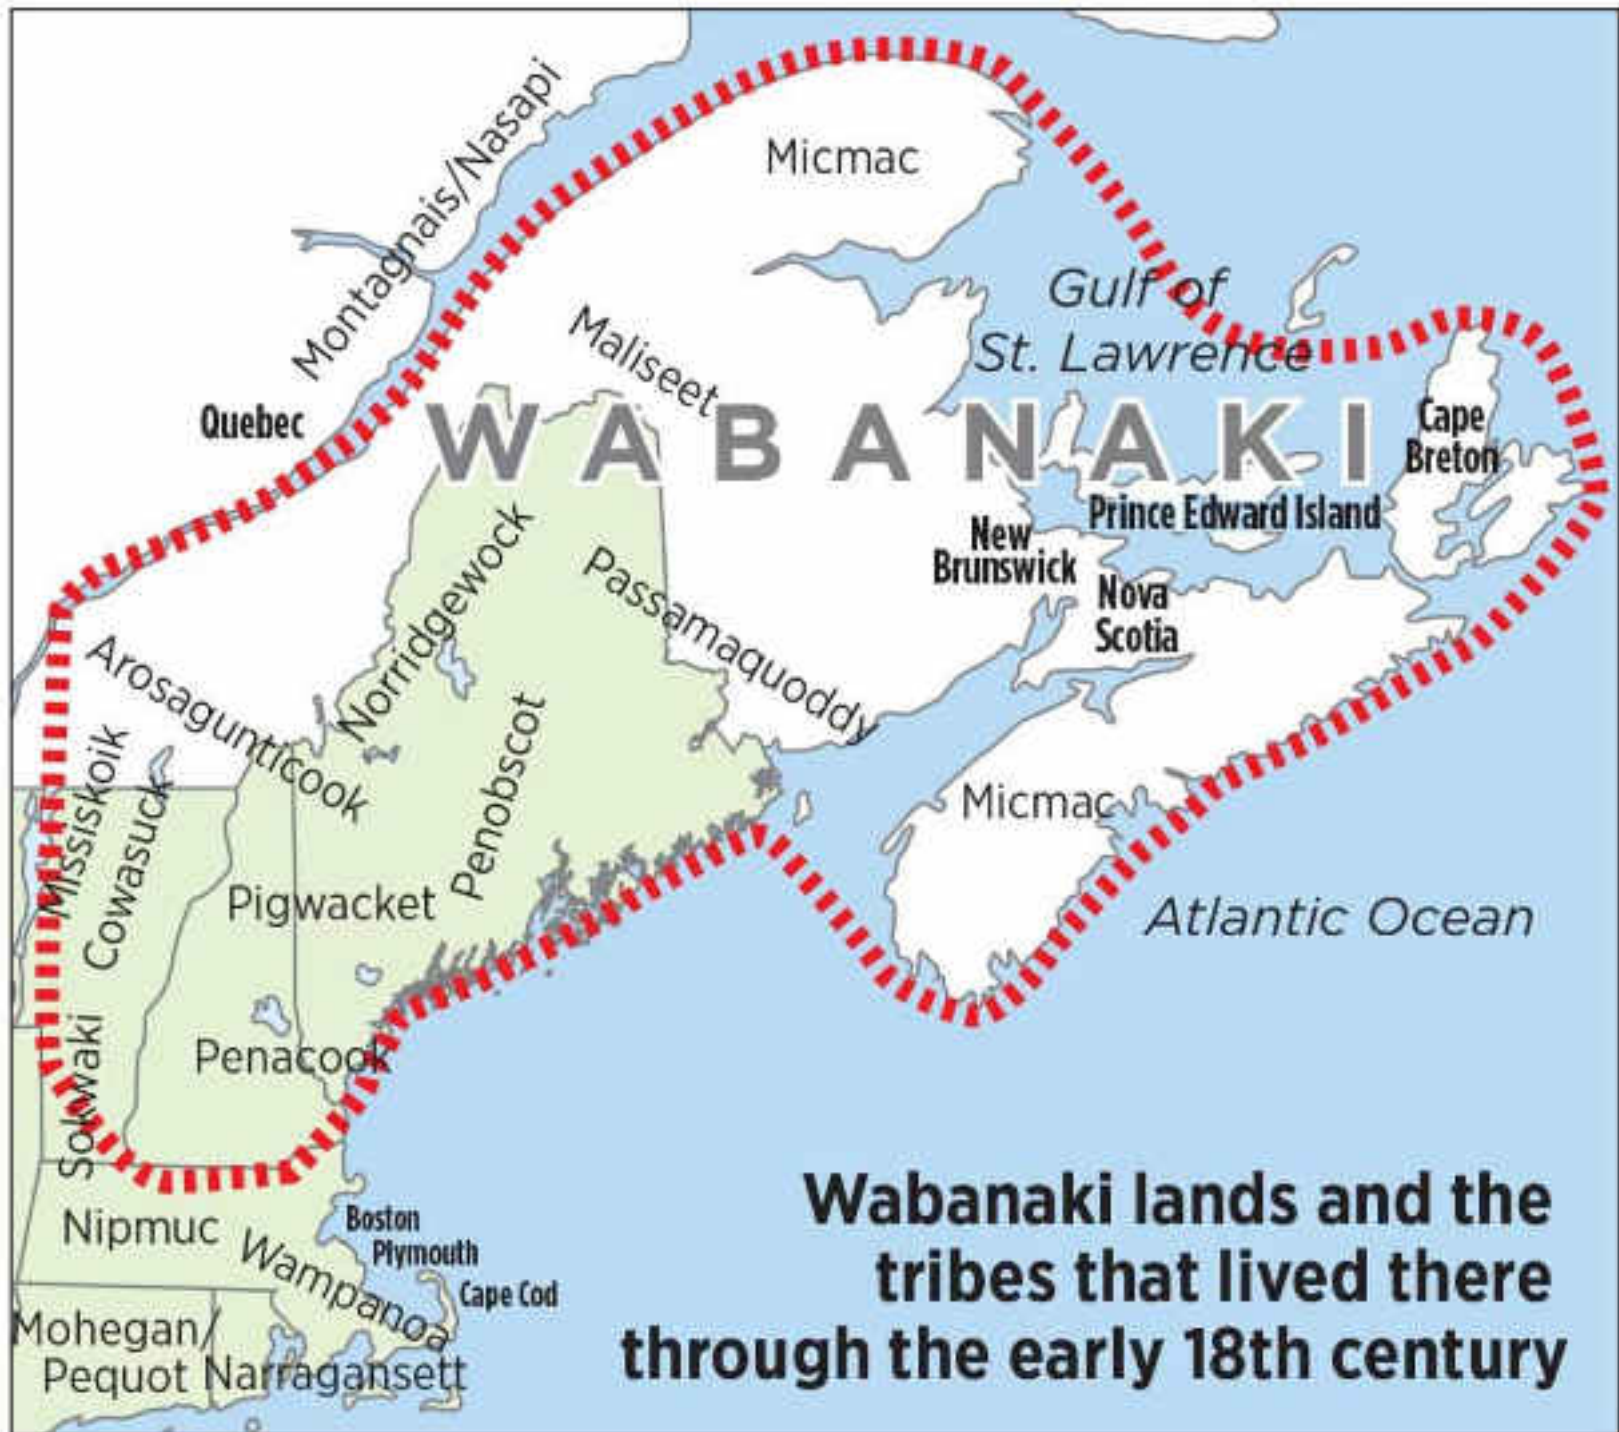 Montagnais/Nasapi
Micmac
Gulf of
St. Lawrence
Maliseet
Quebec
WABANAKI
Cape
Breton
Prince Edward Island
New
Brunswick
Nova
Scotia
Norridgewock
Passamaquoddy
Arosagunticook
Penobscot
Missiskoik
Cowasuck
Micmac
Pigwacket
Atlantic Ocean
Penacook
Sokwaki
Nipmuc
Boston
Plymouth
Wampanoa
Cape Cod
Mohegan/
Pequot
Narragansett
Wabanaki lands and the
tribes that lived there
through the early 18th century